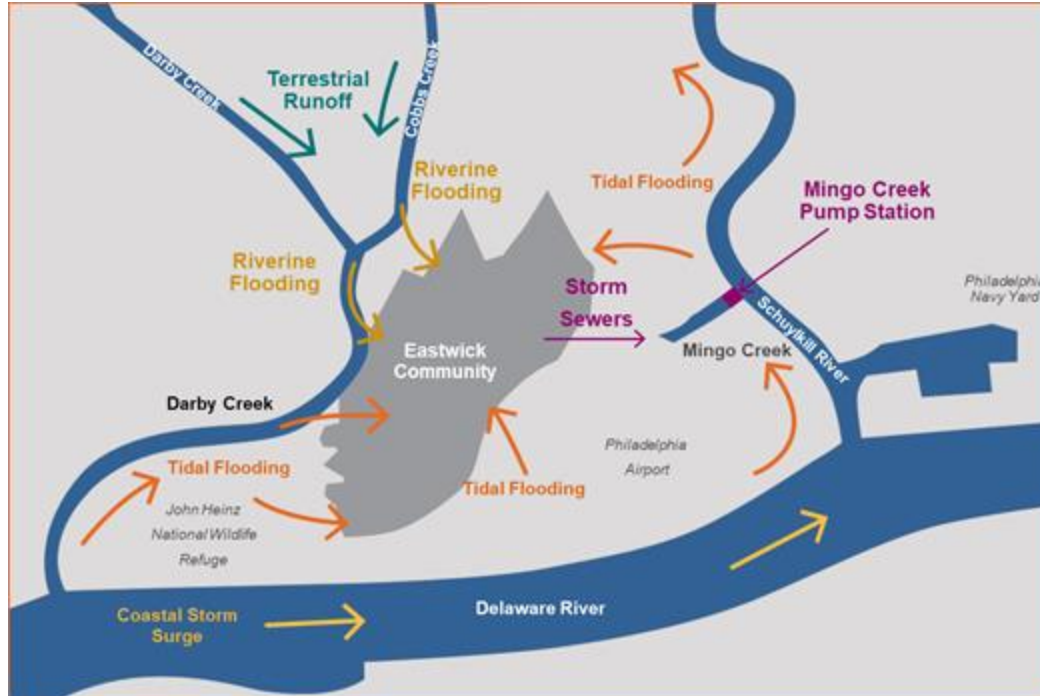 Darby Creek
Cobbs Creek
Terrestrial
Runoff
Riverine
Flooding
Tidal Flooding
Mingo Creek
Pump Station
Riverine
Flooding
Philadelphia
Navy Yard
Storm
Sewers
Schuylkill River
Eastwick
Community
Mingo Creek
Darby Creek
Philadelphia
Airport
Tidal Flooding
Tidal Flooding
John Heinz
National Wildlife
Refuge
Coastal Storm
Surge
Delaware River